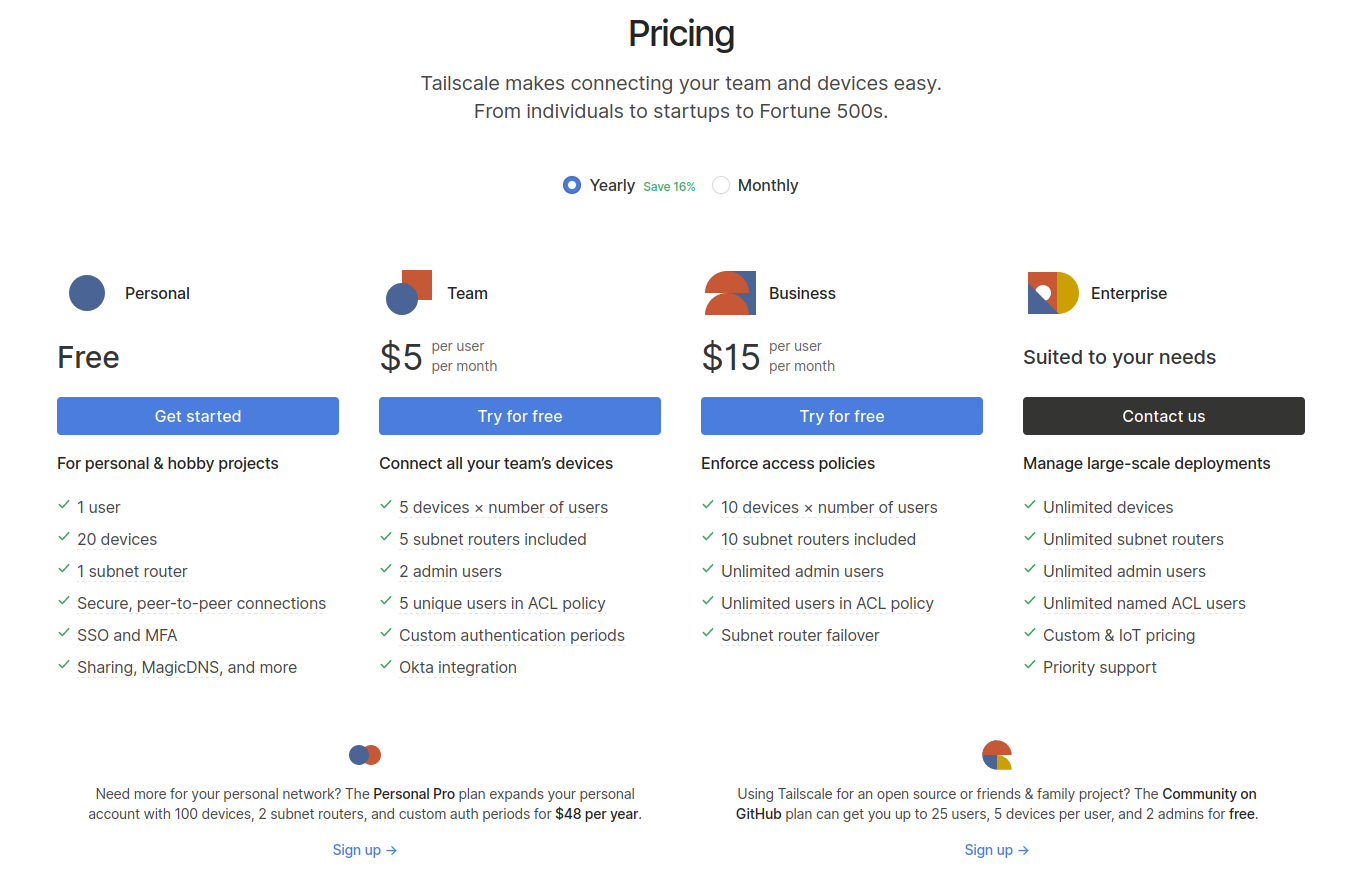 Pricing
Tailscale makes connecting your team and devices easy.
From individuals to startups to Fortune 500s.
Yearly Save 16% Monthly
Personal
Free
Get started
For personal & hobby projects
1 user
20 devices
1 subnet router
Secure, peer-to-peer connections
SSO and MFA
Sharing, MagicDNS, and more
Team
$5 per user
per month
Try for free
Connect all your team’s devices
5 devices × number of users
5 subnet routers included
2 admin users
5 unique users in ACL policy
Custom authentication periods
Okta integration
Business
$15 per user
per month
Try for free
Enforce access policies
10 devices × number of users
10 subnet routers included
Unlimited admin users
Unlimited users in ACL policy
Subnet router failover
Enterprise
Suited to your needs
Contact us
Manage large-scale deployments
Unlimited devices
Unlimited subnet routers
Unlimited admin users
Unlimited named ACL users
Custom & IoT pricing
Priority support
Need more for your personal network? The Personal Pro plan expands your personal
account with 100 devices, 2 subnet routers, and custom auth periods for $48 per year.
Sign up →
Using Tailscale for an open source or friends & family project? The Community on
GitHub plan can get you up to 25 users, 5 devices per user, and 2 admins for free.
Sign up →